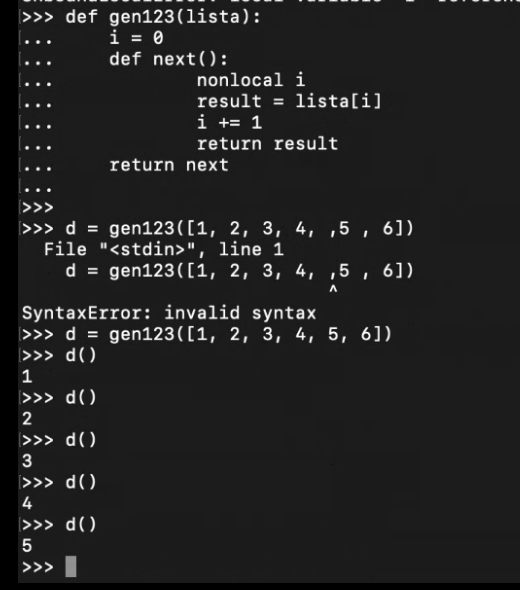 >>> def gen123(lista):
...     i = 0
...     def next():
...             nonlocal i
...             result = lista[i]
...             i += 1
...             return result
...     return next
...
>>>
>>> d = gen123([1, 2, 3, 4, ,5 , 6])
  File "<stdin>", line 1
    d = gen123([1, 2, 3, 4, ,5 , 6])
                            ^
SyntaxError: invalid syntax
>>> d = gen123([1, 2, 3, 4, 5, 6])
>>> d()
1
>>> d()
2
>>> d()
3
>>> d()
4
>>> d()
5
>>>